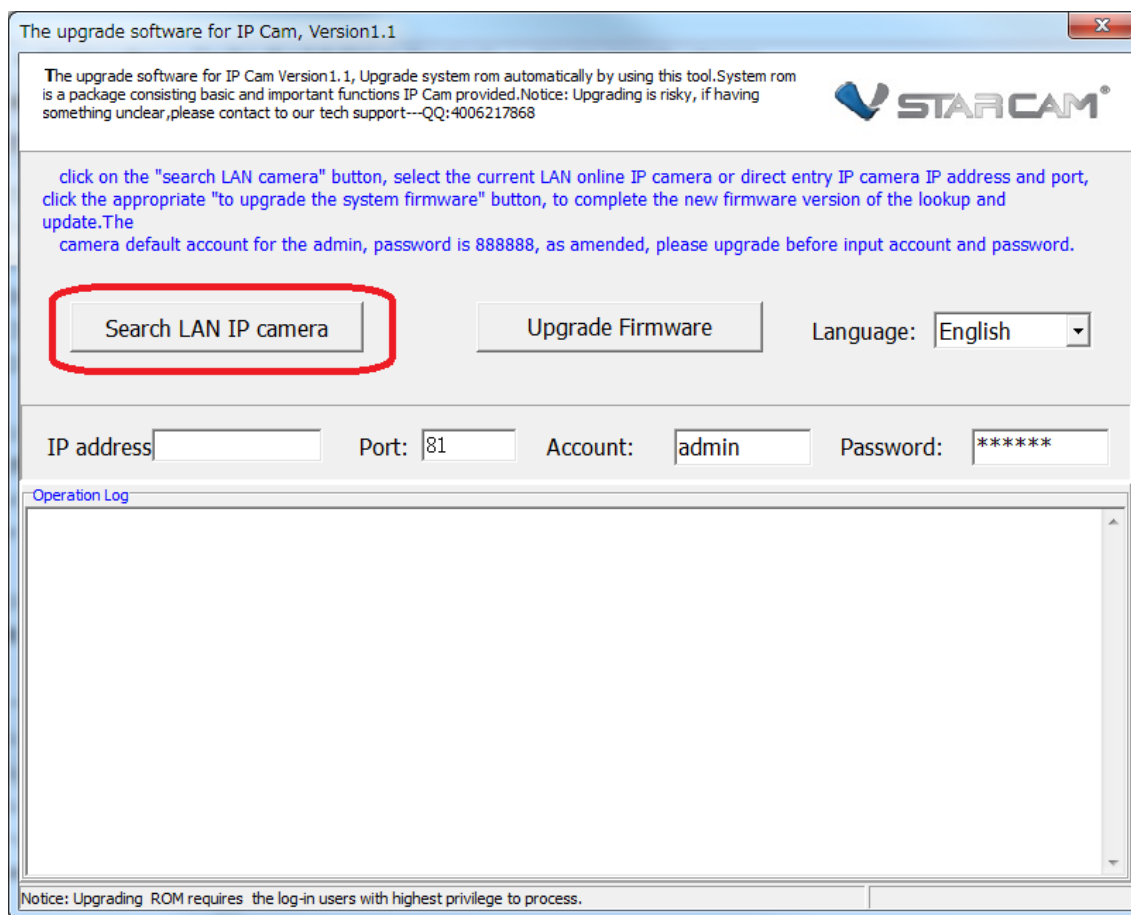 The upgrade software for IP Cam, Version1.1
The upgrade software for IP Cam Version1.1, Upgrade system rom automatically by using this tool.System rom
is a package consisting basic and important functions IP Cam provided.Notice: Upgrading is risky, if having
something unclear,please contact to our tech support---QQ:4006217868
VSTARCAM®
click on the "search LAN camera" button, select the current LAN online IP camera or direct entry IP camera IP address and port,
click the appropriate "to upgrade the system firmware" button, to complete the new firmware version of the lookup and
update.The
camera default account for the admin, password is 888888, as amended, please upgrade before input account and password.
Search LAN IP camera
Upgrade Firmware
Language: English
IP address
Port: 81
Account: admin
Password: ******
Operation Log
Notice: Upgrading  ROM requires  the log-in users with highest privilege to process.